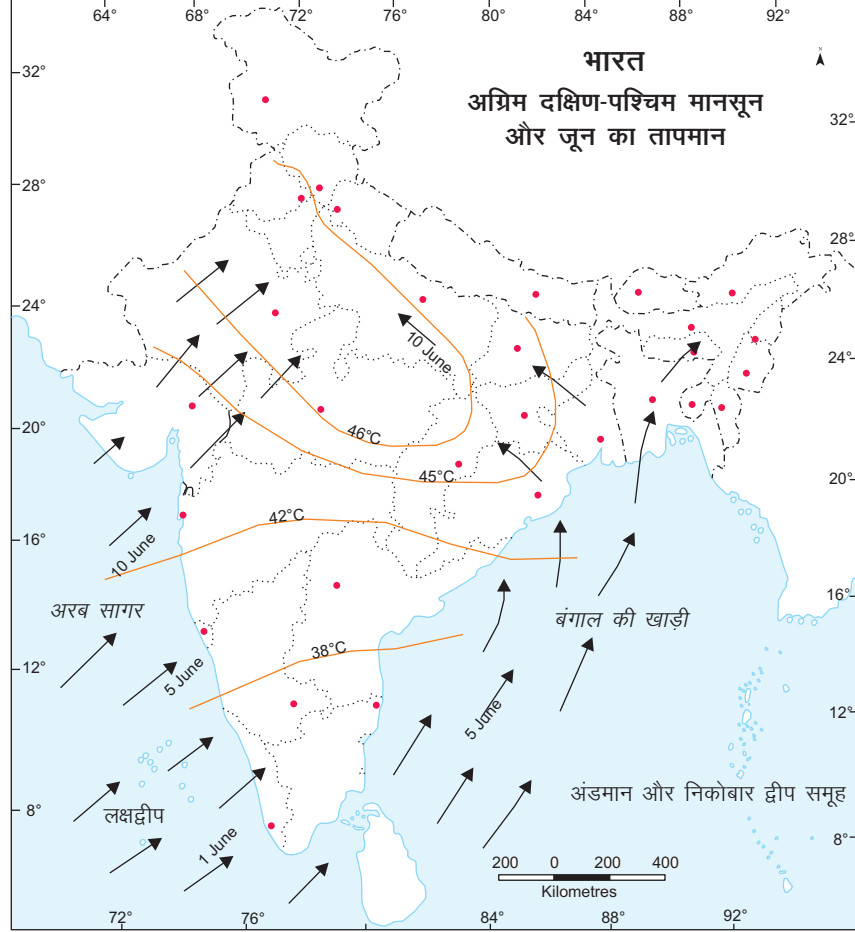 64° 68° 72° 76° 80° 84° 88° 92°
भारत
अग्रिम दक्षिण-पश्चिम मानसून
और जून का तापमान
N
32° 32°
28° 28°
24° 24°
10 June
46°C
20° 20°
45°C
42°C
16° 16°
10 June
अरब सागर
बंगाल की खाड़ी
38°C
12° 12°
5 June
5 June
अंडमान और निकोबार द्वीप समूह
लक्षद्वीप
8° 8°
1 June
200 0 200 400
Kilometres
72° 76° 84° 88° 92°